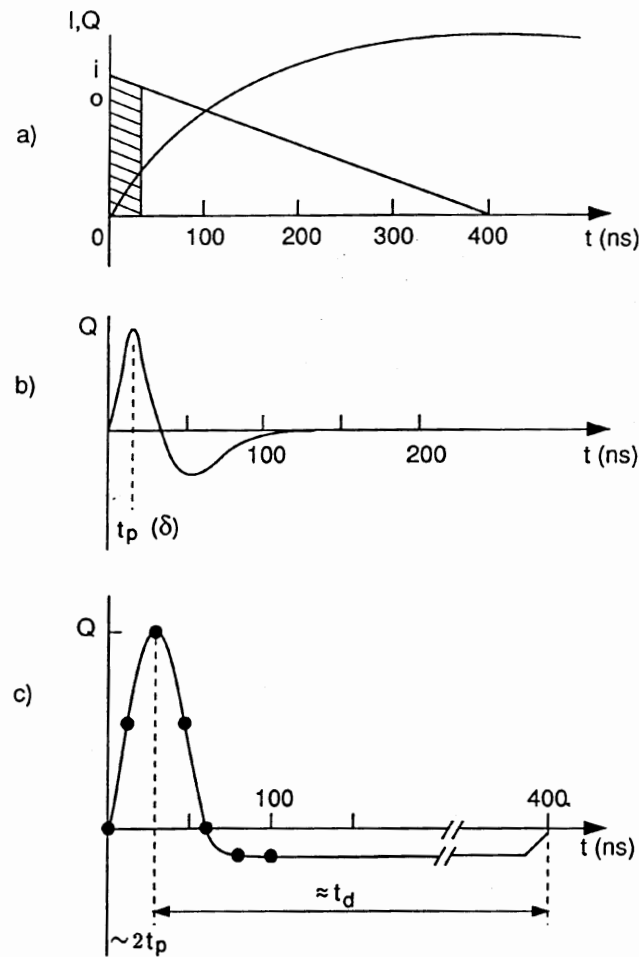 I,Q
i
o
a)
0
100
200
300
400
t (ns)
Q
b)
100
200
t (ns)
tp (δ)
Q
c)
100
400
t (ns)
≈ td
~2tp